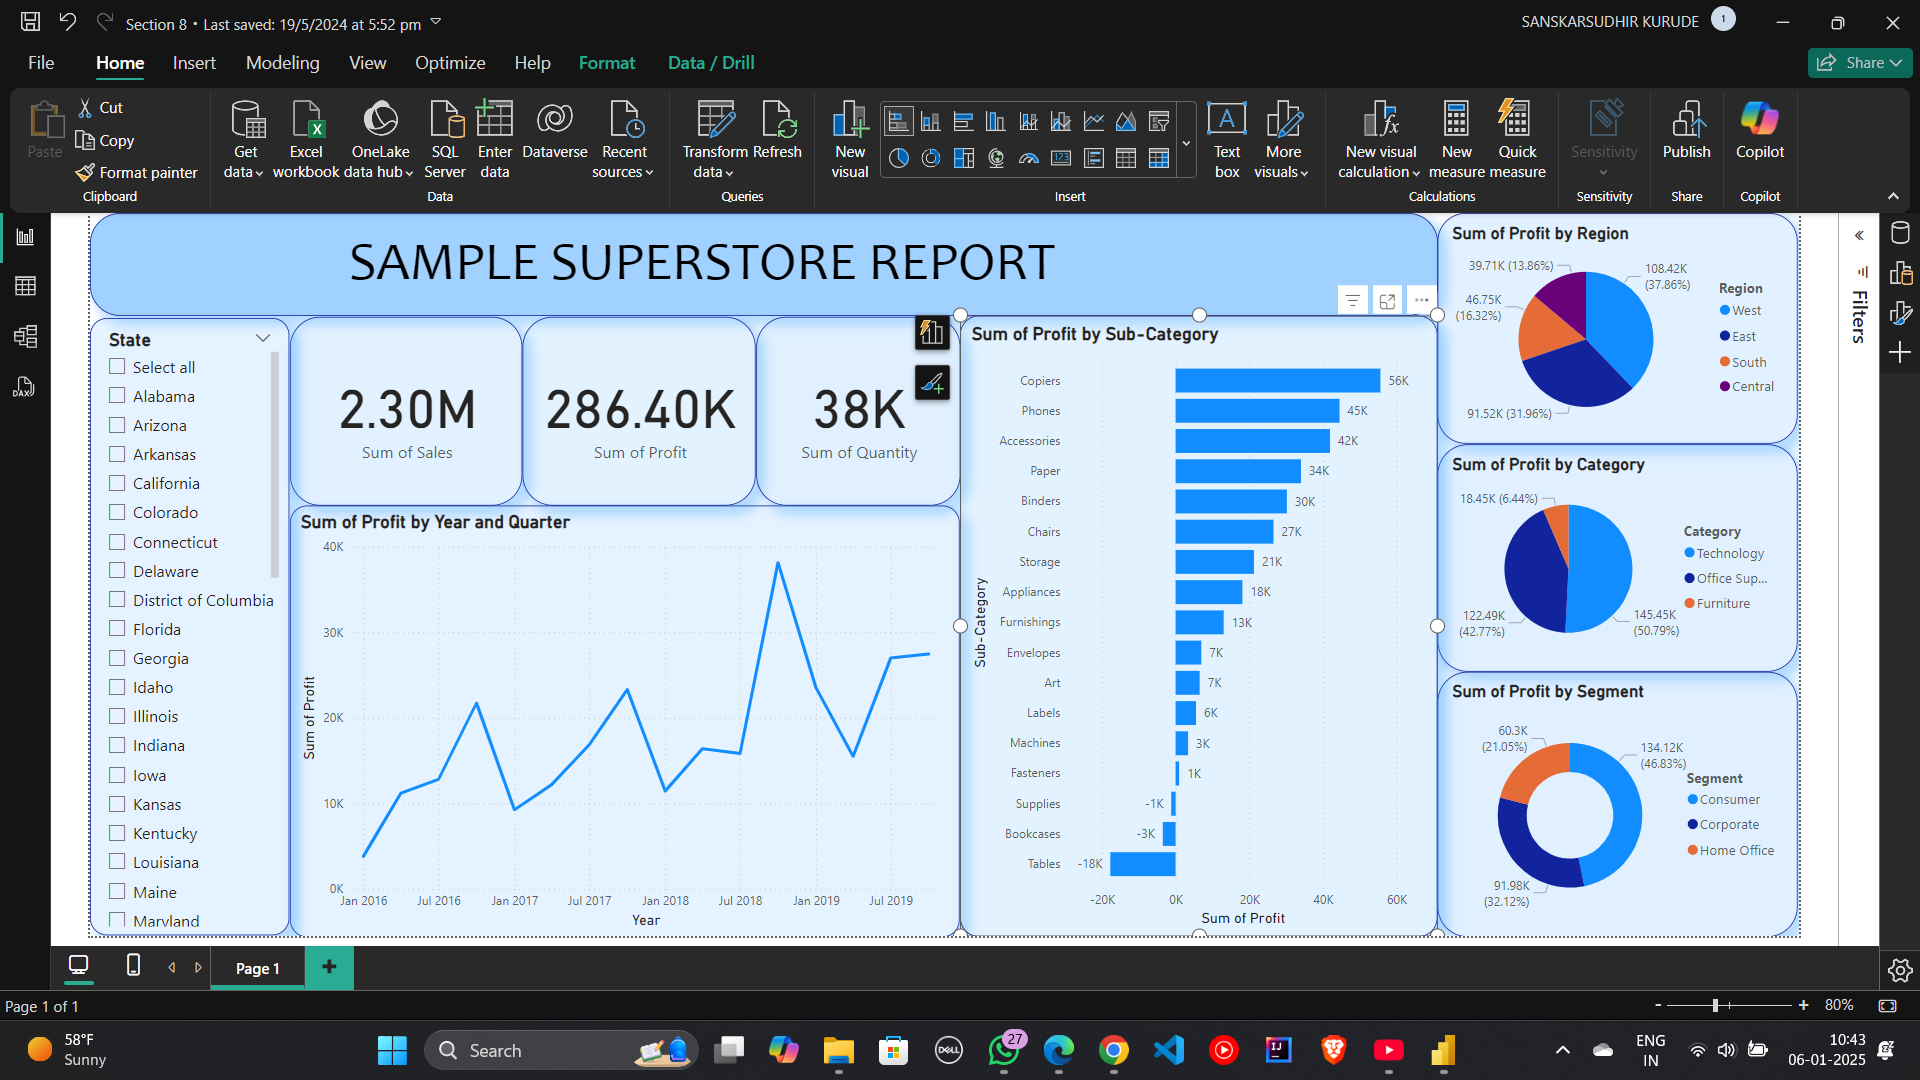 Section 8 • Last saved: 19/5/2024 at 5:52 pm
SANSKARSUDHIR KURUDE
1
File Home Insert Modeling View Optimize Help Format Data / Drill
Share
Paste
Cut
Copy
Format painter
Clipboard
Get data
Excel workbook
OneLake data hub
SQL Server
Enter data
Dataverse
Recent sources
Data
Transform data
Refresh
Queries
New visual
Text box
More visuals
Insert
New visual calculation
New measure
Quick measure
Calculations
Sensitivity
Sensitivity
Publish
Share
Copilot
Copilot
DAX
SAMPLE SUPERSTORE REPORT
State
Select all
Alabama
Arizona
Arkansas
California
Colorado
Connecticut
Delaware
District of Columbia
Florida
Georgia
Idaho
Illinois
Indiana
Iowa
Kansas
Kentucky
Louisiana
Maine
Maryland
2.30M
Sum of Sales
286.40K
Sum of Profit
38K
Sum of Quantity
Sum of Profit by Year and Quarter
Sum of Profit
40K
30K
20K
10K
0K
Jan 2016 Jul 2016 Jan 2017 Jul 2017 Jan 2018 Jul 2018 Jan 2019 Jul 2019
Year
Sum of Profit by Sub-Category
Sub-Category
Copiers 56K
Phones 45K
Accessories 42K
Paper 34K
Binders 30K
Chairs 27K
Storage 21K
Appliances 18K
Furnishings 13K
Envelopes 7K
Art 7K
Labels 6K
Machines 3K
Fasteners 1K
Supplies -1K
Bookcases -3K
Tables -18K
-20K 0K 20K 40K 60K
Sum of Profit
Sum of Profit by Region
39.71K (13.86%)
108.42K
(37.86%)
46.75K
(16.32%)
91.52K (31.96%)
Region
West
East
South
Central
Sum of Profit by Category
18.45K (6.44%)
122.49K
(42.77%)
145.45K
(50.79%)
Category
Technology
Office Sup...
Furniture
Sum of Profit by Segment
60.3K
(21.05%)
134.12K
(46.83%)
91.98K
(32.12%)
Segment
Consumer
Corporate
Home Office
Filters
Page 1
+
Page 1 of 1
- + 80%
58°F
Sunny
Search
DELL
27
IJ
ENG
IN
10:43
06-01-2025